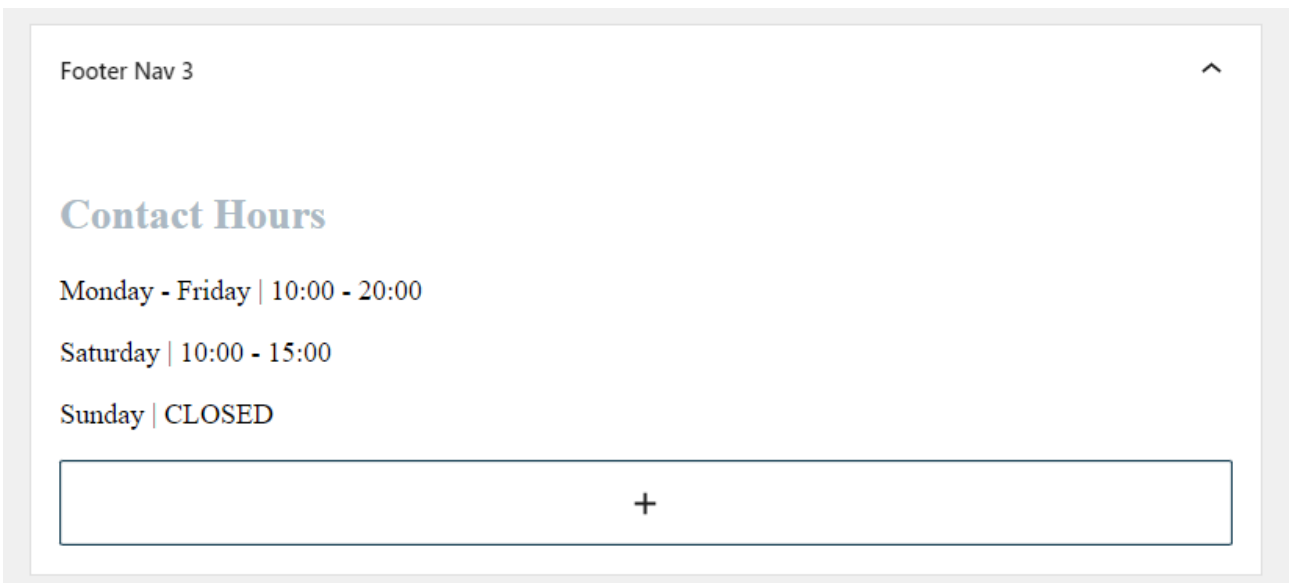 Footer Nav 3
Contact Hours
Monday - Friday | 10:00 - 20:00
Saturday | 10:00 - 15:00
Sunday | CLOSED
+